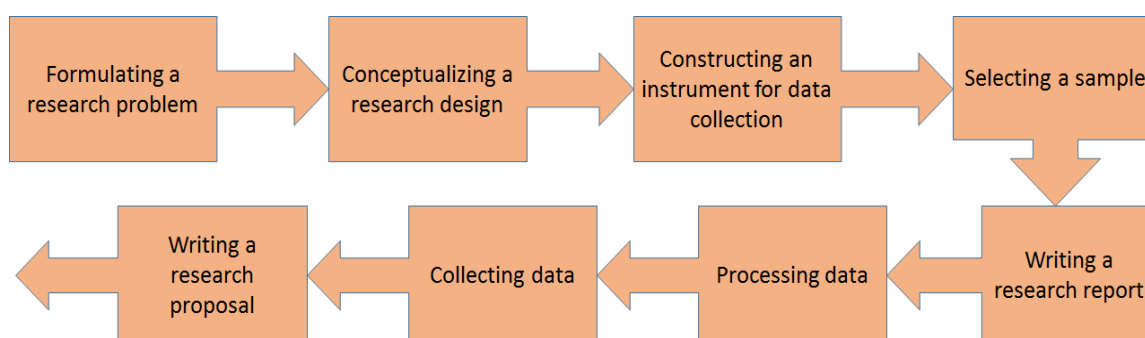 Formulating a
research problem
Conceptualizing a
research design
Constructing an
instrument for data
collection
Selecting a sample
Writing a
research report
Processing data
Collecting data
Writing a
research
proposal